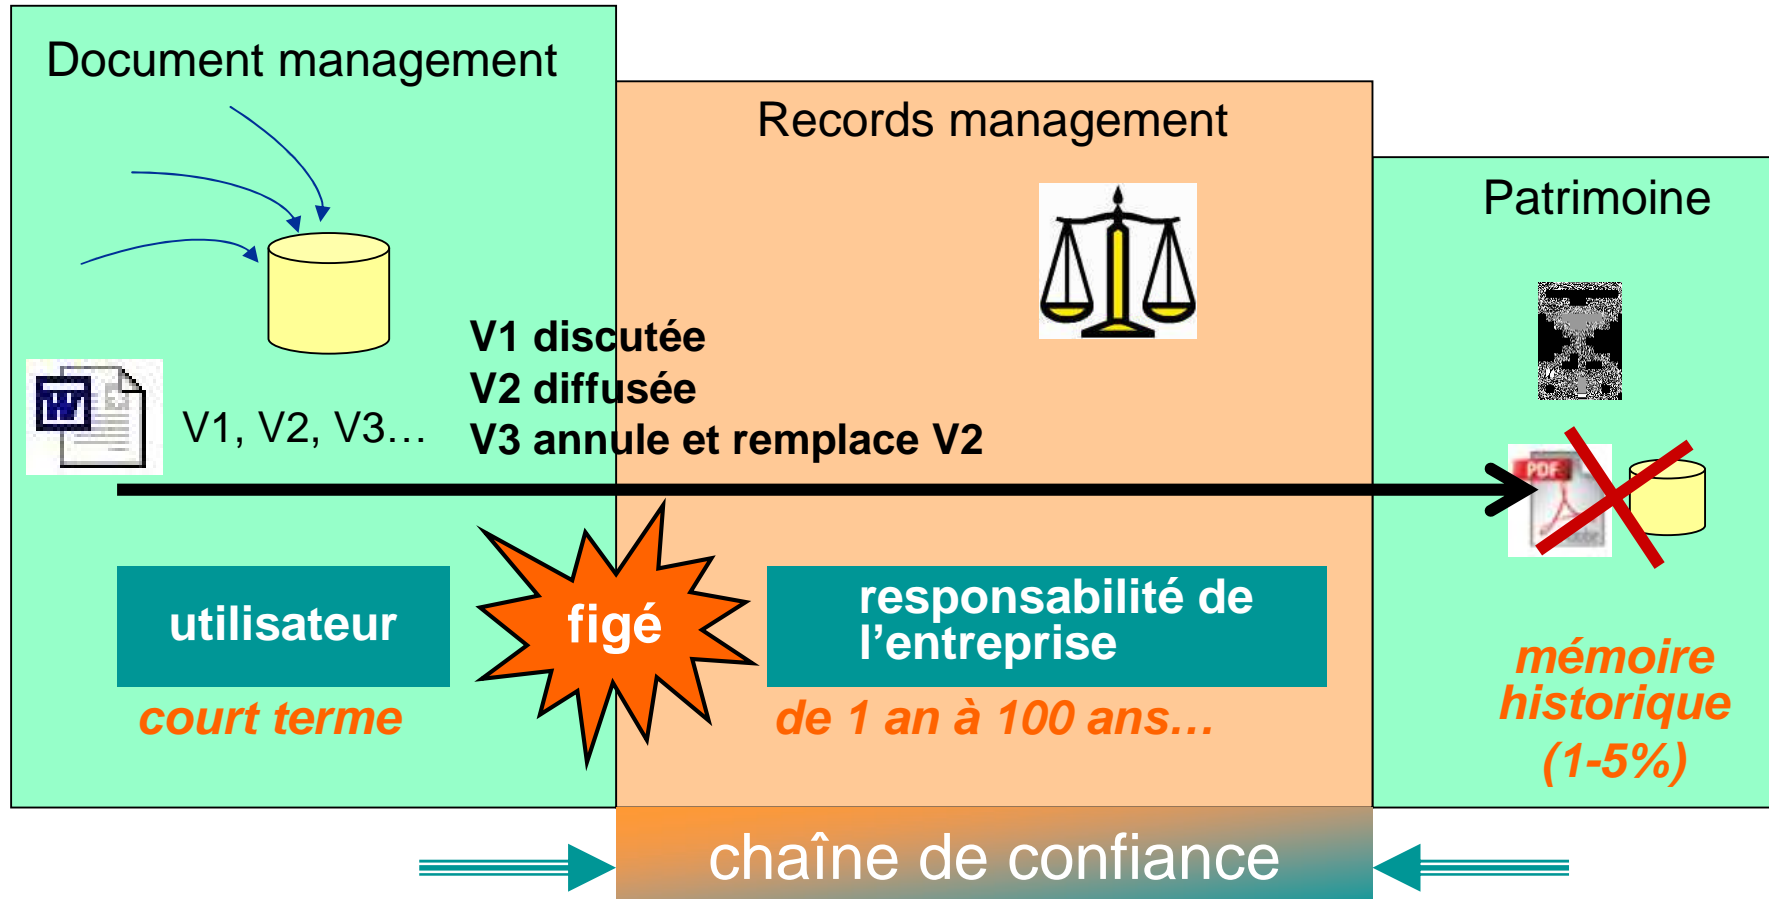 Document management
Records management
Patrimoine
V1 discutée
V2 diffusée
V3 annule et remplace V2
W
V1, V2, V3…
PDF
Adobe
utilisateur
figé
responsabilité de
l’entreprise
court terme
de 1 an à 100 ans…
mémoire
historique
(1-5%)
chaîne de confiance